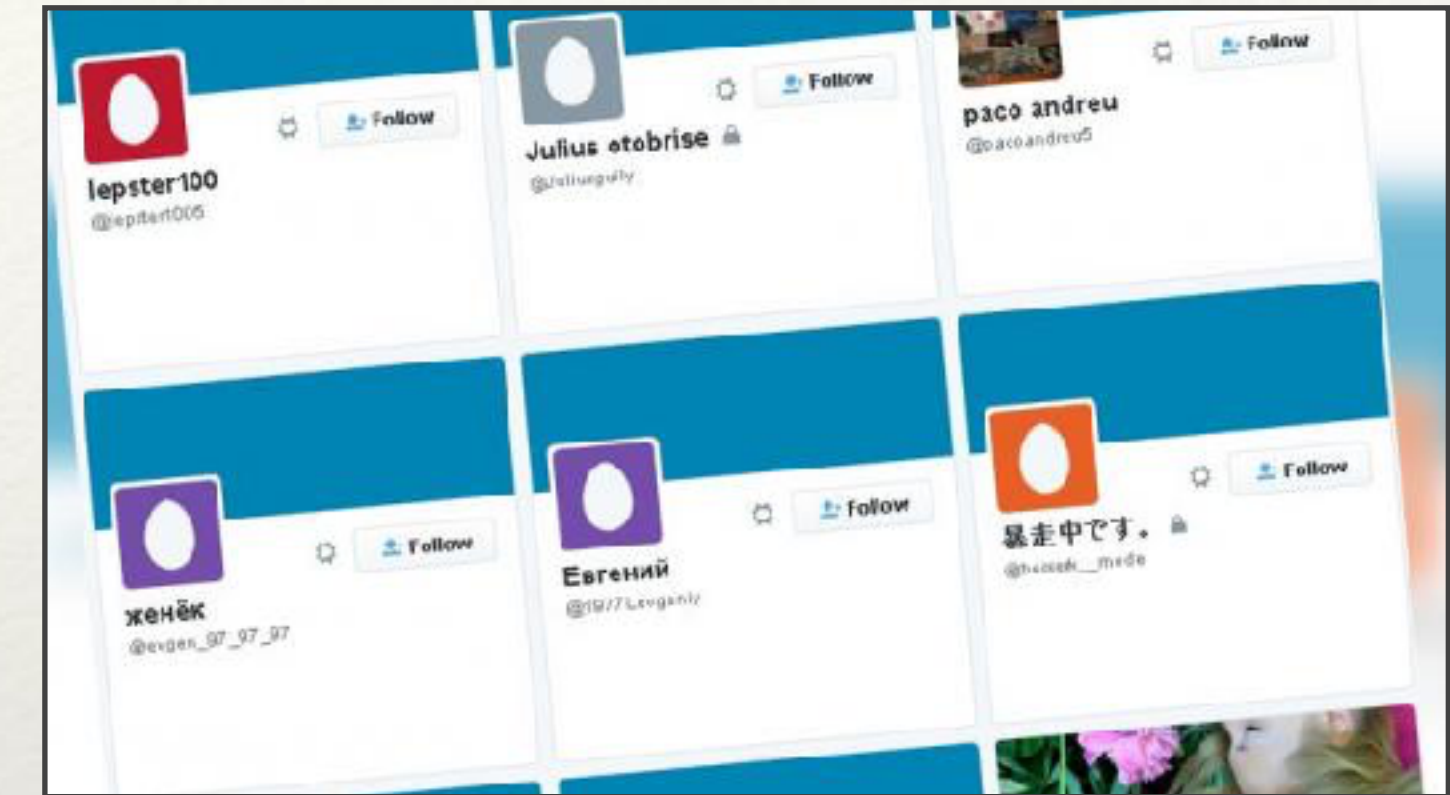 Follow
lepster100
Follow
Julius otobrise
Follow
paco andreu
@pacoandreu5
Follow
женёк
@evgen_97_97_97
Follow
Евгений
Follow
暴走中です。